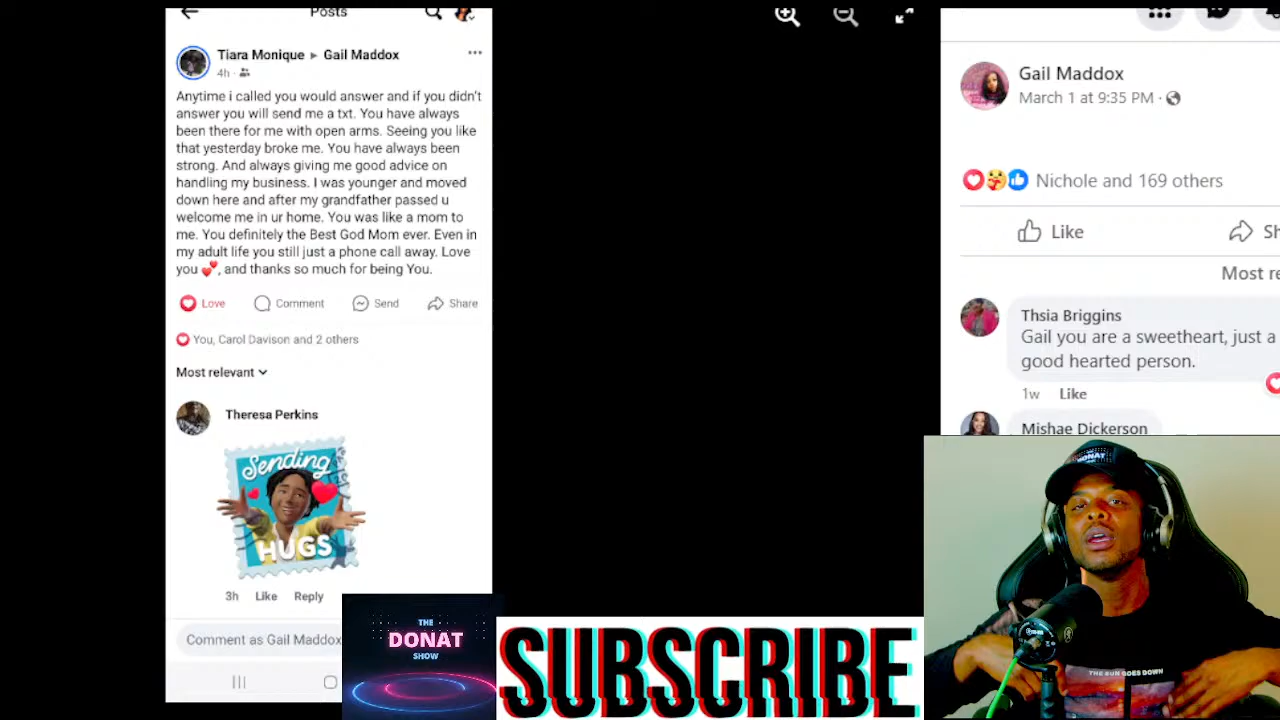 Posts
Tiara Monique ▸ Gail Maddox
4h ·
Anytime i called you would answer and if you didn't
answer you will send me a txt. You have always
been there for me with open arms. Seeing you like
that yesterday broke me. You have always been
strong. And always giving me good advice on
handling my business. I was younger and moved
down here and after my grandfather passed u
welcome me in ur home. You was like a mom to
me. You definitely the Best God Mom ever. Even in
my adult life you still just a phone call away. Love
you 💕, and thanks so much for being You.
Love Comment Send Share
You, Carol Davison and 2 others
Most relevant
Theresa Perkins
Sending
HUGS
3h Like Reply
Comment as Gail Maddox
THE
DONAT
SHOW
SUBSCRIBE
Gail Maddox
March 1 at 9:35 PM ·
Nichole and 169 others
Like Sh
Most re
Thsia Briggins
Gail you are a sweetheart, just a
good hearted person.
1w Like
Mishae Dickerson
DONAT
THE SUN GOES DOWN